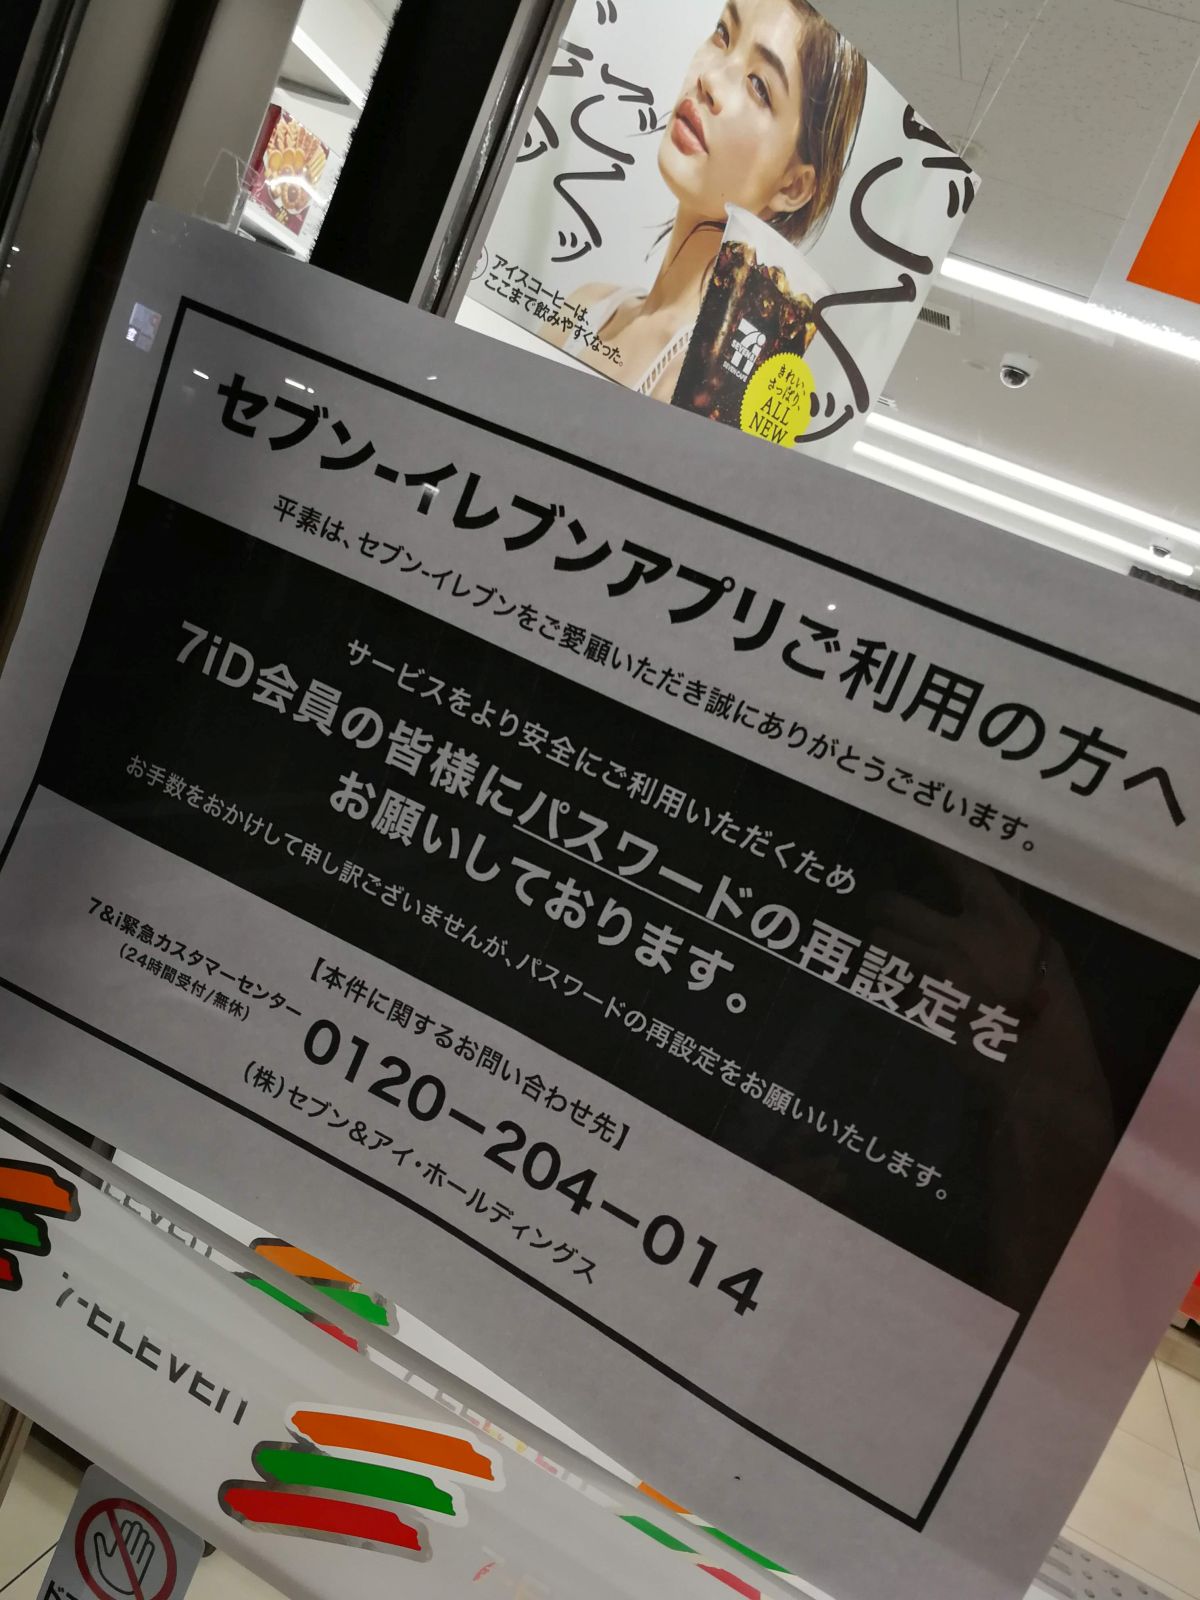 ごくッ
ごくッ
アイスコーヒーは、
ここまで飲みやすくなった。
SEVEN CAFÉ
きれい、
さっぱり、
ALL
NEW
セブン-イレブンアプリご利用の方へ
平素は、セブン-イレブンをご愛顧いただき誠にありがとうございます。
サービスをより安全にご利用いただくため
7iD会員の皆様にパスワードの再設定を
お願いしております。
お手数をおかけして申し訳ございませんが、パスワードの再設定をお願いいたします。
【本件に関するお問い合わせ先】
7&i緊急カスタマーセンター
(24時間受付/無休)
0120-204-014
(株)セブン&アイ・ホールディングス
7-ELEVEn